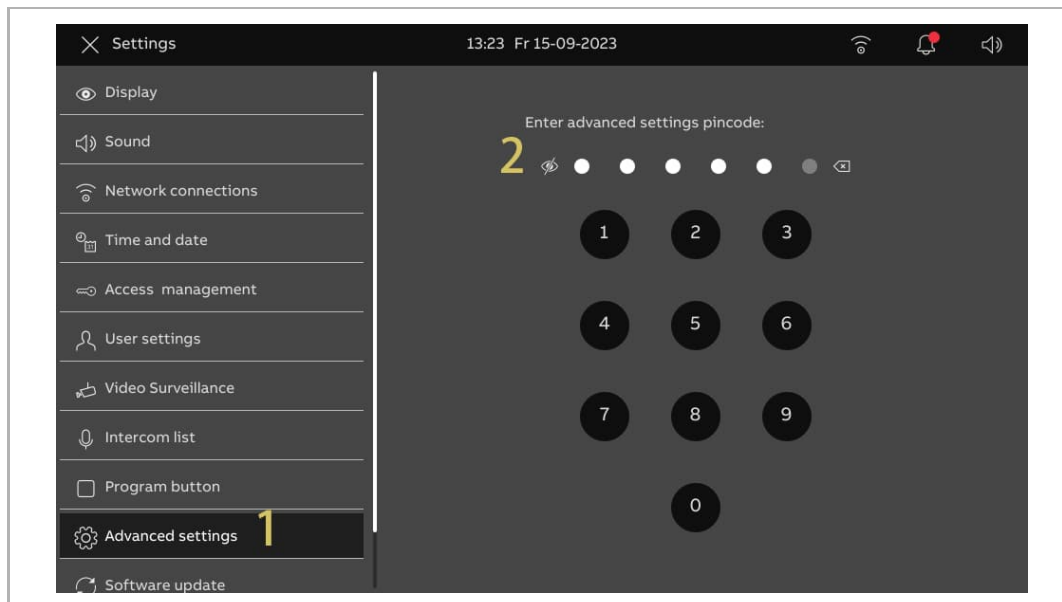 Settings
13:23 Fr 15-09-2023
Display
Sound
Network connections
Time and date
Access management
User settings
Video Surveillance
Intercom list
Program button
Advanced settings 1
Software update
Enter advanced settings pincode:
2
1 2 3
4 5 6
7 8 9
0